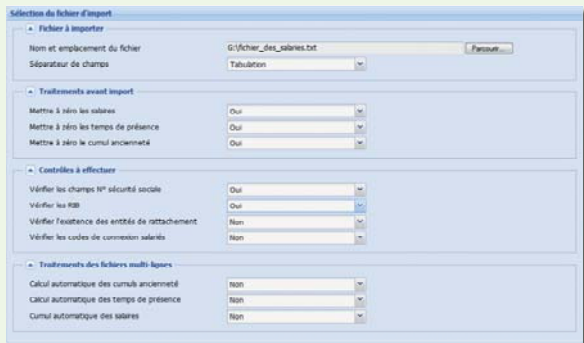 Sélection du fichier d'import
Fichier à importer
Nom et emplacement du fichier G:\fichier_des_salaries.txt Parcourir...
Séparateur de champs Tabulation
Traitements avant import
Mettre à zéro les salaires Oui
Mettre à zéro les temps de présence Oui
Mettre à zéro le cumul ancienneté Oui
Contrôles à effectuer
Vérifier les champs N° sécurité sociale Oui
Vérifier les RIB Oui
Vérifier l'existence des entités de rattachement Non
Vérifier les codes de connexion salariés Non
Traitements des fichiers multi-lignes
Calcul automatique des cumuls ancienneté Non
Calcul automatique des temps de présence Non
Cumul automatique des salaires Non